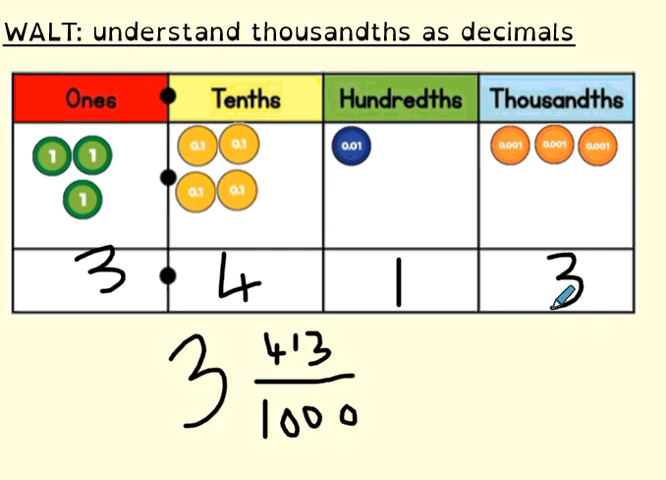 WALT: understand thousandths as decimals
Ones Tenths Hundredths Thousandths
1 1 0.1 0.1 0.01 0.001 0.001 0.001
1 0.1 0.1
3 . 4 1 3
3 413
1000